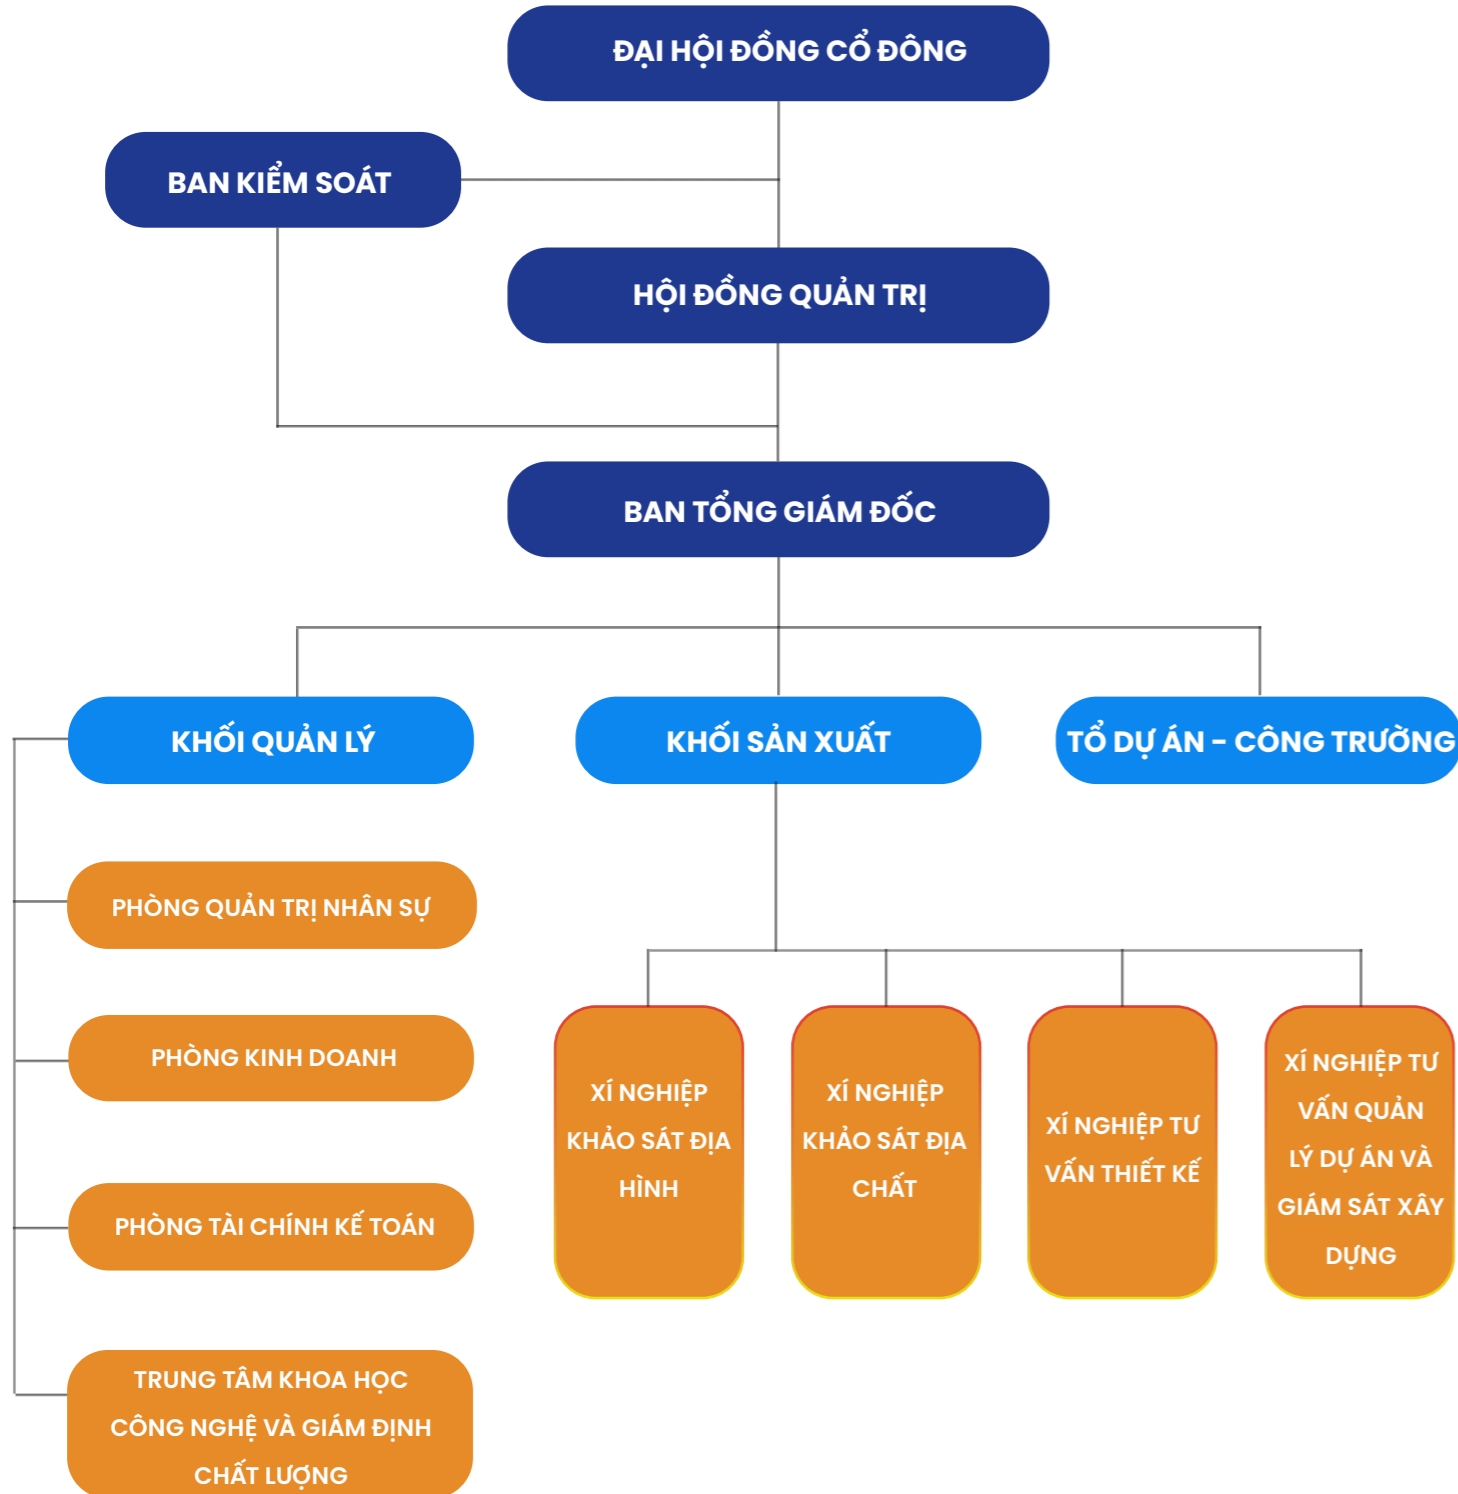 ĐẠI HỘI ĐỒNG CỔ ĐÔNG
BAN KIỂM SOÁT
HỘI ĐỒNG QUẢN TRỊ
BAN TỔNG GIÁM ĐỐC
KHỐI QUẢN LÝ
KHỐI SẢN XUẤT
TỔ DỰ ÁN - CÔNG TRƯỜNG
PHÒNG QUẢN TRỊ NHÂN SỰ
PHÒNG KINH DOANH
PHÒNG TÀI CHÍNH KẾ TOÁN
TRUNG TÂM KHOA HỌC
CÔNG NGHỆ VÀ GIÁM ĐỊNH
CHẤT LƯỢNG
XÍ NGHIỆP
KHẢO SÁT ĐỊA
HÌNH
XÍ NGHIỆP
KHẢO SÁT ĐỊA
CHẤT
XÍ NGHIỆP TƯ
VẤN THIẾT KẾ
XÍ NGHIỆP TƯ
VẤN QUẢN
LÝ DỰ ÁN VÀ
GIÁM SÁT XÂY
DỰNG